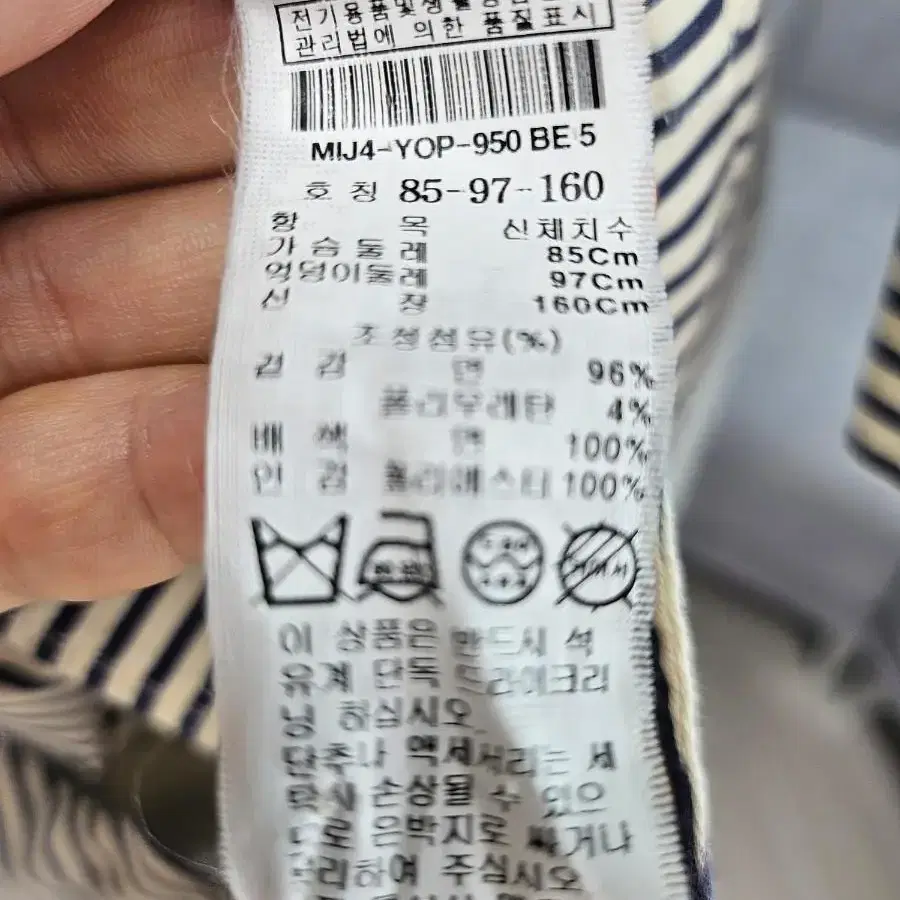 전기용품및생활
관리법에 의한 품질표시
MIJ4-YOP-950 BE 5
호 칭 85-97-160
항 목 신체치수
가슴둘레 85Cm
엉덩이둘레 97Cm
신 장 160Cm
조성섬유(%)
겉 감 면 96%
폴리우레탄 4%
배 색 면 100%
안 감 폴리에스터 100%
이 상품은 반드시 석
유계 단독 드라이크리
닝 하십시오
단추나 액세서리는 세
탁시 손상될 수 있으
므로 은박지로 싸거나
분리하여 주십시오